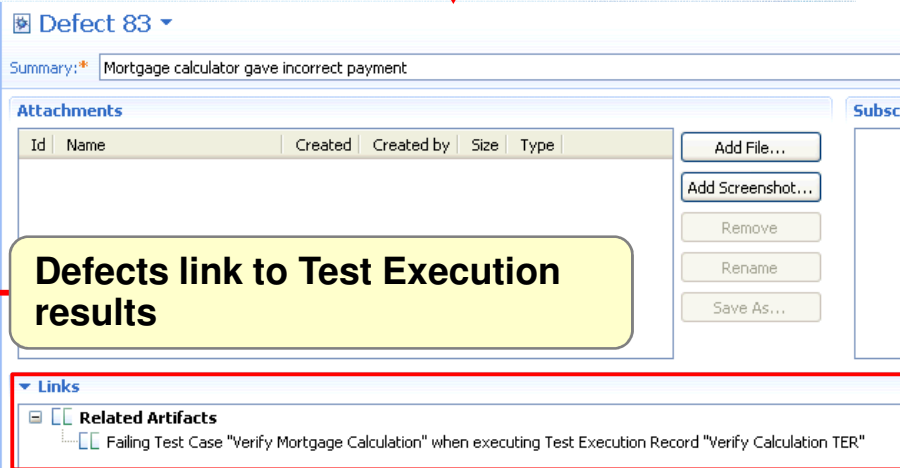 Defect 83
Summary:* Mortgage calculator gave incorrect payment
Attachments
Subsc
Id Name Created Created by Size Type
Add File...
Add Screenshot...
Remove
Rename
Save As...
Defects link to Test Execution
results
Links
Related Artifacts
Failing Test Case "Verify Mortgage Calculation" when executing Test Execution Record "Verify Calculation TER"